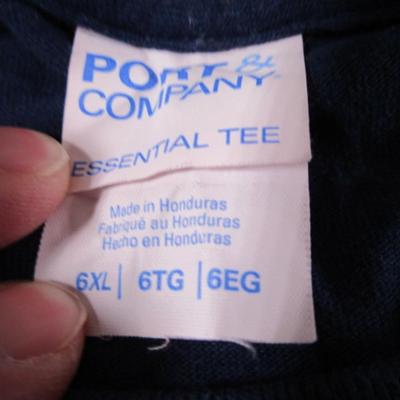 PORT &
COMPANY
ESSENTIAL TEE
Made in Honduras
Fabriqué au Honduras
Hecho en Honduras
6XL | 6TG | 6EG